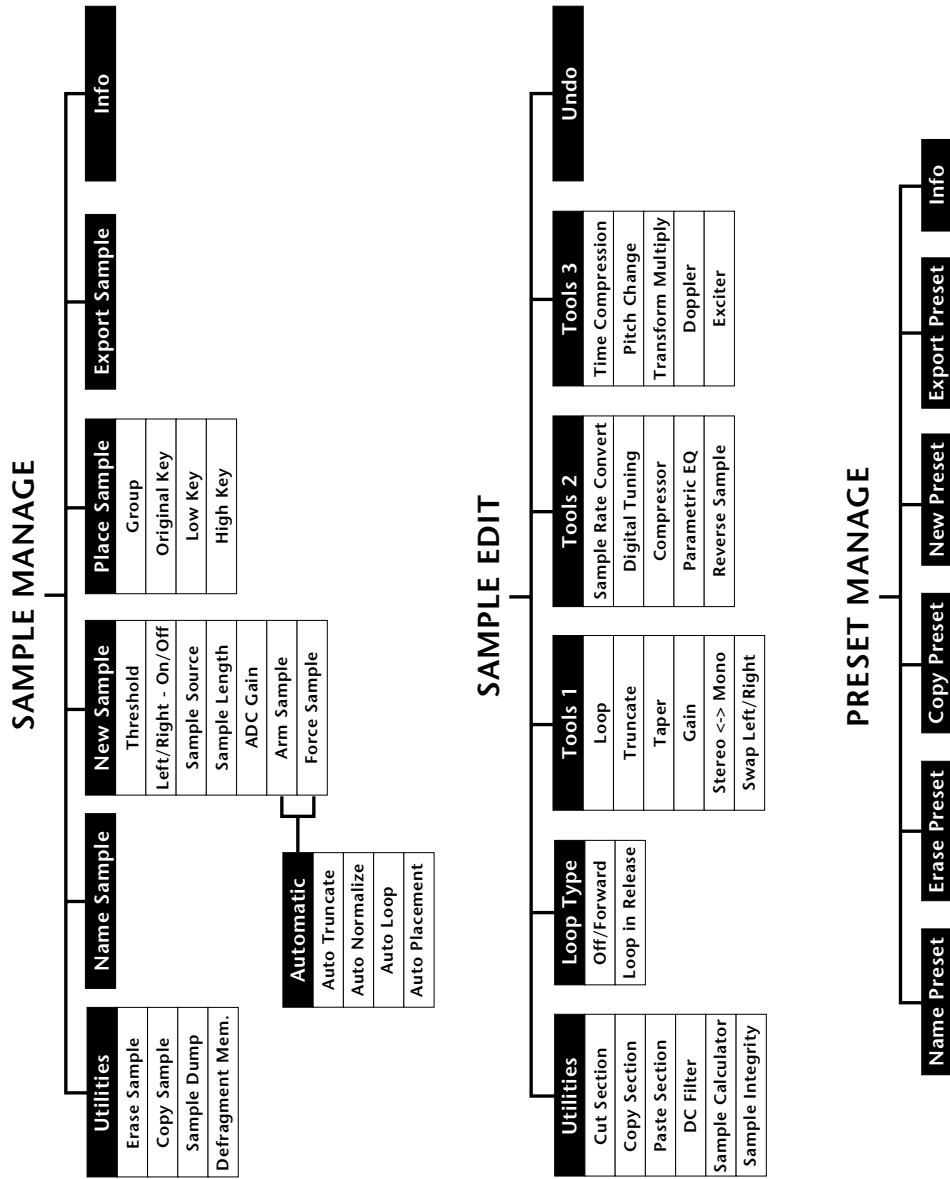 SAMPLE MANAGE
Utilities
Erase Sample
Copy Sample
Sample Dump
Defragment Mem.
Name Sample
New Sample
Threshold
Left/Right - On/Off
Sample Source
Sample Length
ADC Gain
Arm Sample
Force Sample
Automatic
Auto Truncate
Auto Normalize
Auto Loop
Auto Placement
Place Sample
Group
Original Key
Low Key
High Key
Export Sample
Info
SAMPLE EDIT
Utilities
Cut Section
Copy Section
Paste Section
DC Filter
Sample Calculator
Sample Integrity
Loop Type
Off/Forward
Loop in Release
Tools 1
Loop
Truncate
Taper
Gain
Stereo <-> Mono
Swap Left/Right
Tools 2
Sample Rate Convert
Digital Tuning
Compressor
Parametric EQ
Reverse Sample
Tools 3
Time Compression
Pitch Change
Transform Multiply
Doppler
Exciter
Undo
PRESET MANAGE
Name Preset
Erase Preset
Copy Preset
New Preset
Export Preset
Info